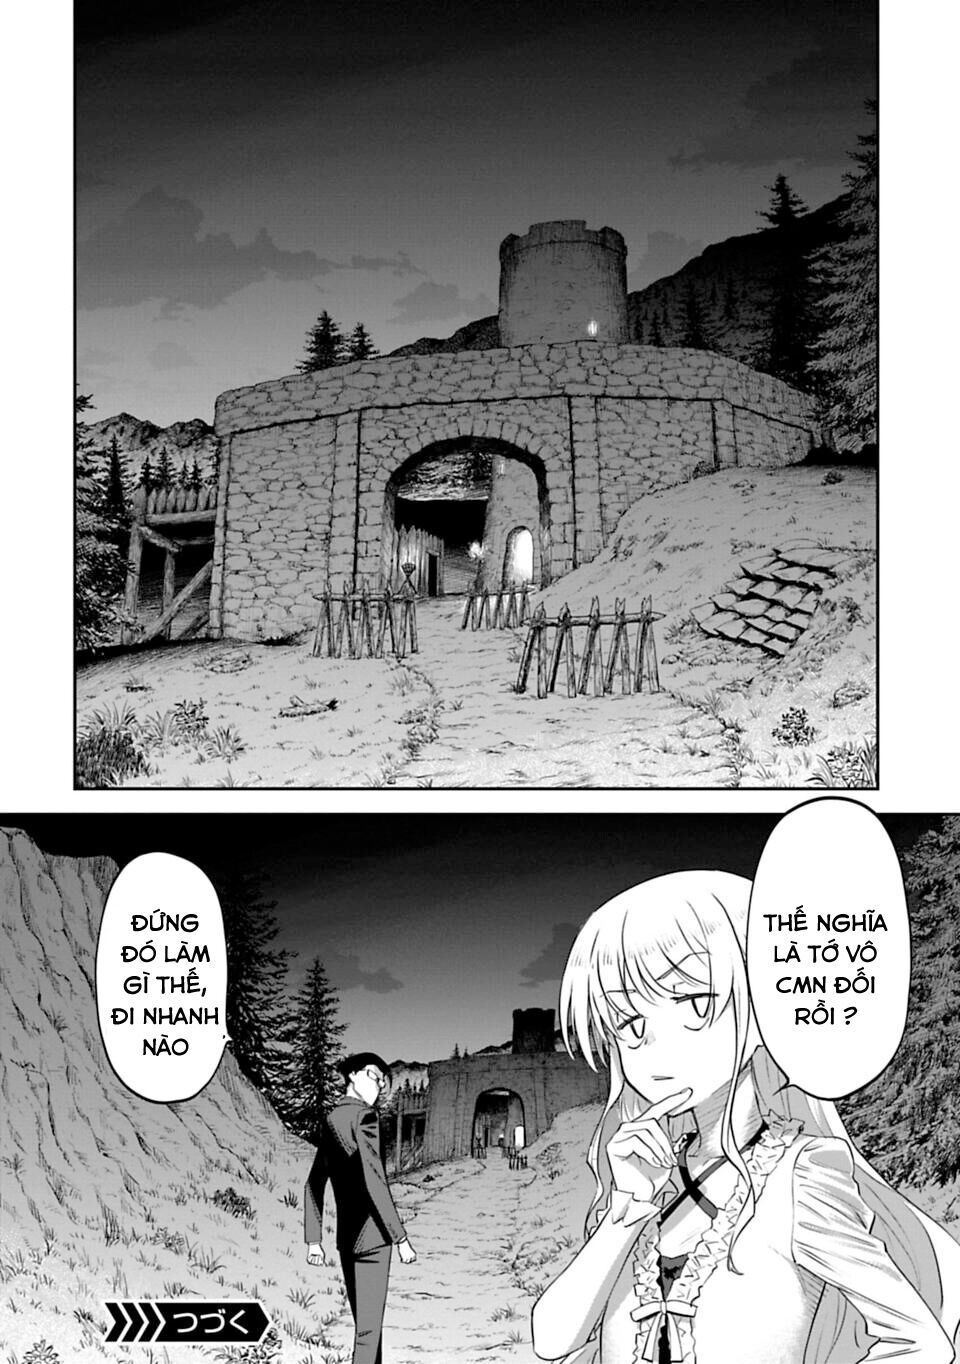 THẾ NGHĨA
LÀ TỚ VÔ
CMN ĐỐI
RỒI ?
ĐỨNG
ĐÓ LÀM
GÌ THẾ,
ĐI NHANH
NÀO
つづく